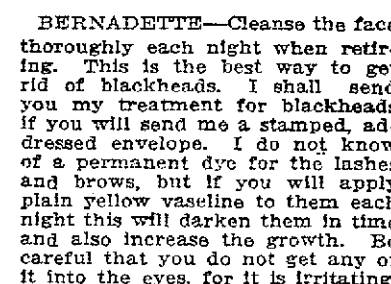 BERNADETTE—Cleanse the face
thoroughly each night when retir-
ing. This is the best way to get
rid of blackheads. I shall send
you my treatment for blackheads
if you will send me a stamped, ad-
dressed envelope. I do not know
of a permanent dye for the lashes
and brows, but if you will apply
plain yellow vaseline to them each
night this will darken them in time
and also increase the growth. Be
careful that you do not get any of
it into the eyes, for it is irritating